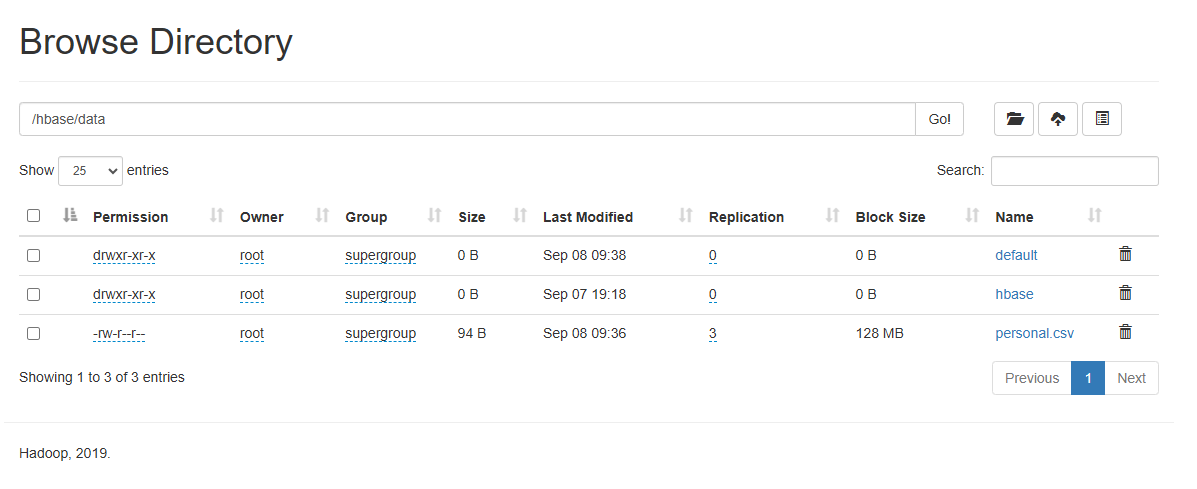 Browse Directory
/hbase/data Go!
Show 25 entries Search:
Permission Owner Group Size Last Modified Replication Block Size Name
drwxr-xr-x root supergroup 0 B Sep 08 09:38 0 0 B default
drwxr-xr-x root supergroup 0 B Sep 07 19:18 0 0 B hbase
-rw-r--r-- root supergroup 94 B Sep 08 09:36 3 128 MB personal.csv
Showing 1 to 3 of 3 entries Previous 1 Next
Hadoop, 2019.